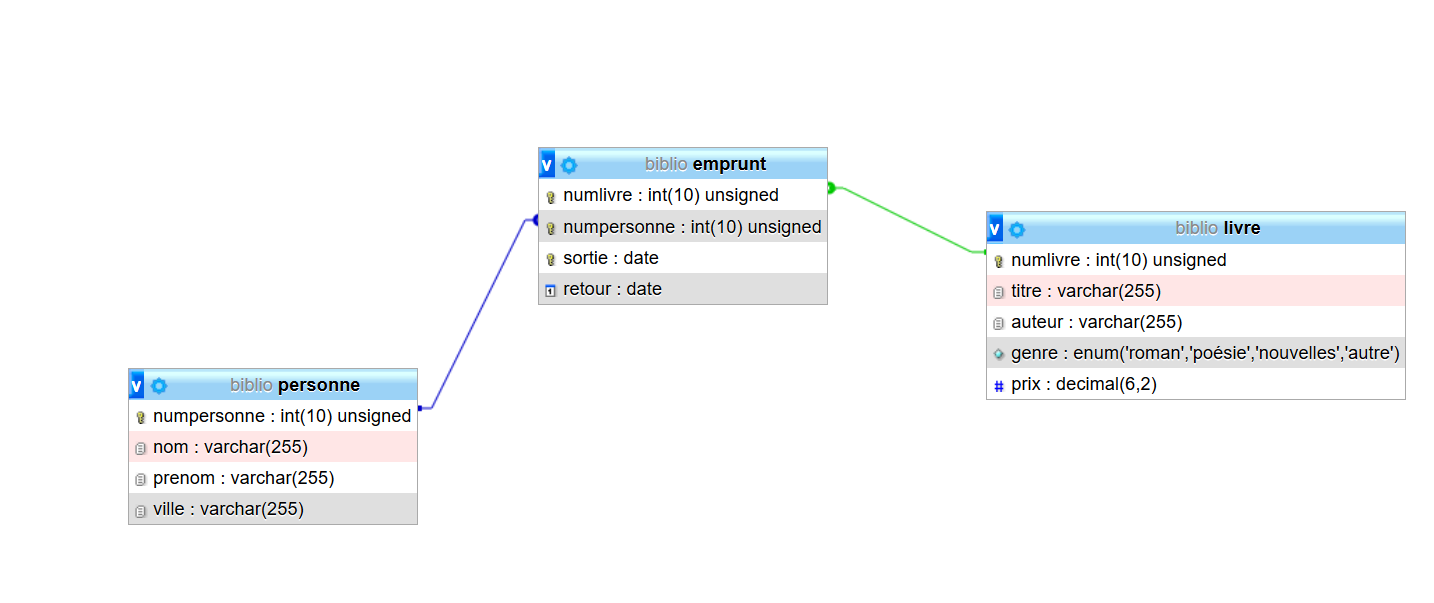 v biblio emprunt
numlivre : int(10) unsigned
numpersonne : int(10) unsigned
sortie : date
retour : date
v biblio livre
numlivre : int(10) unsigned
titre : varchar(255)
auteur : varchar(255)
genre : enum('roman','poésie','nouvelles','autre')
# prix : decimal(6,2)
v biblio personne
numpersonne : int(10) unsigned
nom : varchar(255)
prenom : varchar(255)
ville : varchar(255)